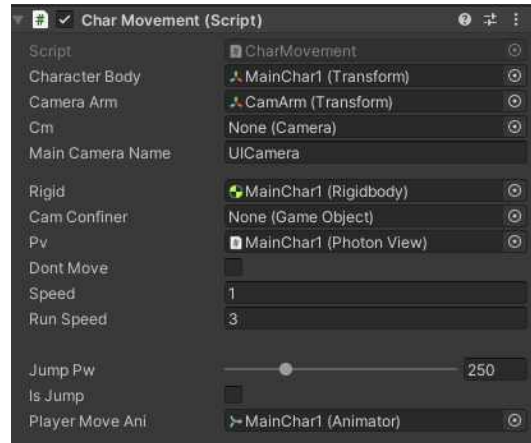 Char Movement (Script)
Script CharMovement
Character Body MainChar1 (Transform)
Camera Arm CamArm (Transform)
Cm None (Camera)
Main Camera Name UICamera
Rigid MainChar1 (Rigidbody)
Cam Confiner None (Game Object)
Pv MainChar1 (Photon View)
Dont Move
Speed 1
Run Speed 3
Jump Pw 250
Is Jump
Player Move Ani MainChar1 (Animator)